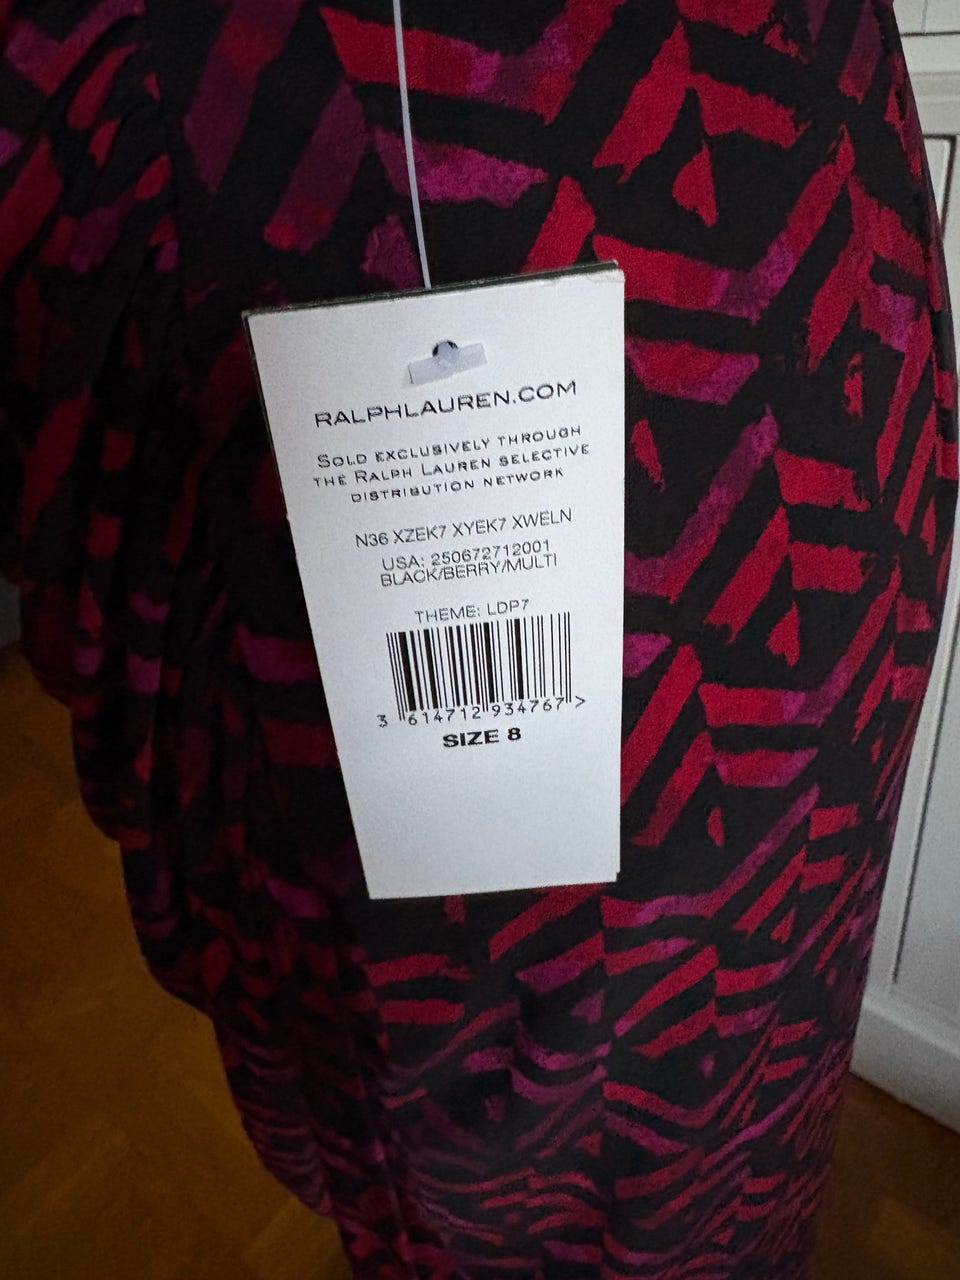 RALPHLAUREN.COM
SOLD EXCLUSIVELY THROUGH
THE RALPH LAUREN SELECTIVE
DISTRIBUTION NETWORK
N36 XZEK7 XYEK7 XWELN
USA: 250672712001
BLACK/BERRY/MULTI
THEME: LDP7
3 614712 934767 >
SIZE 8